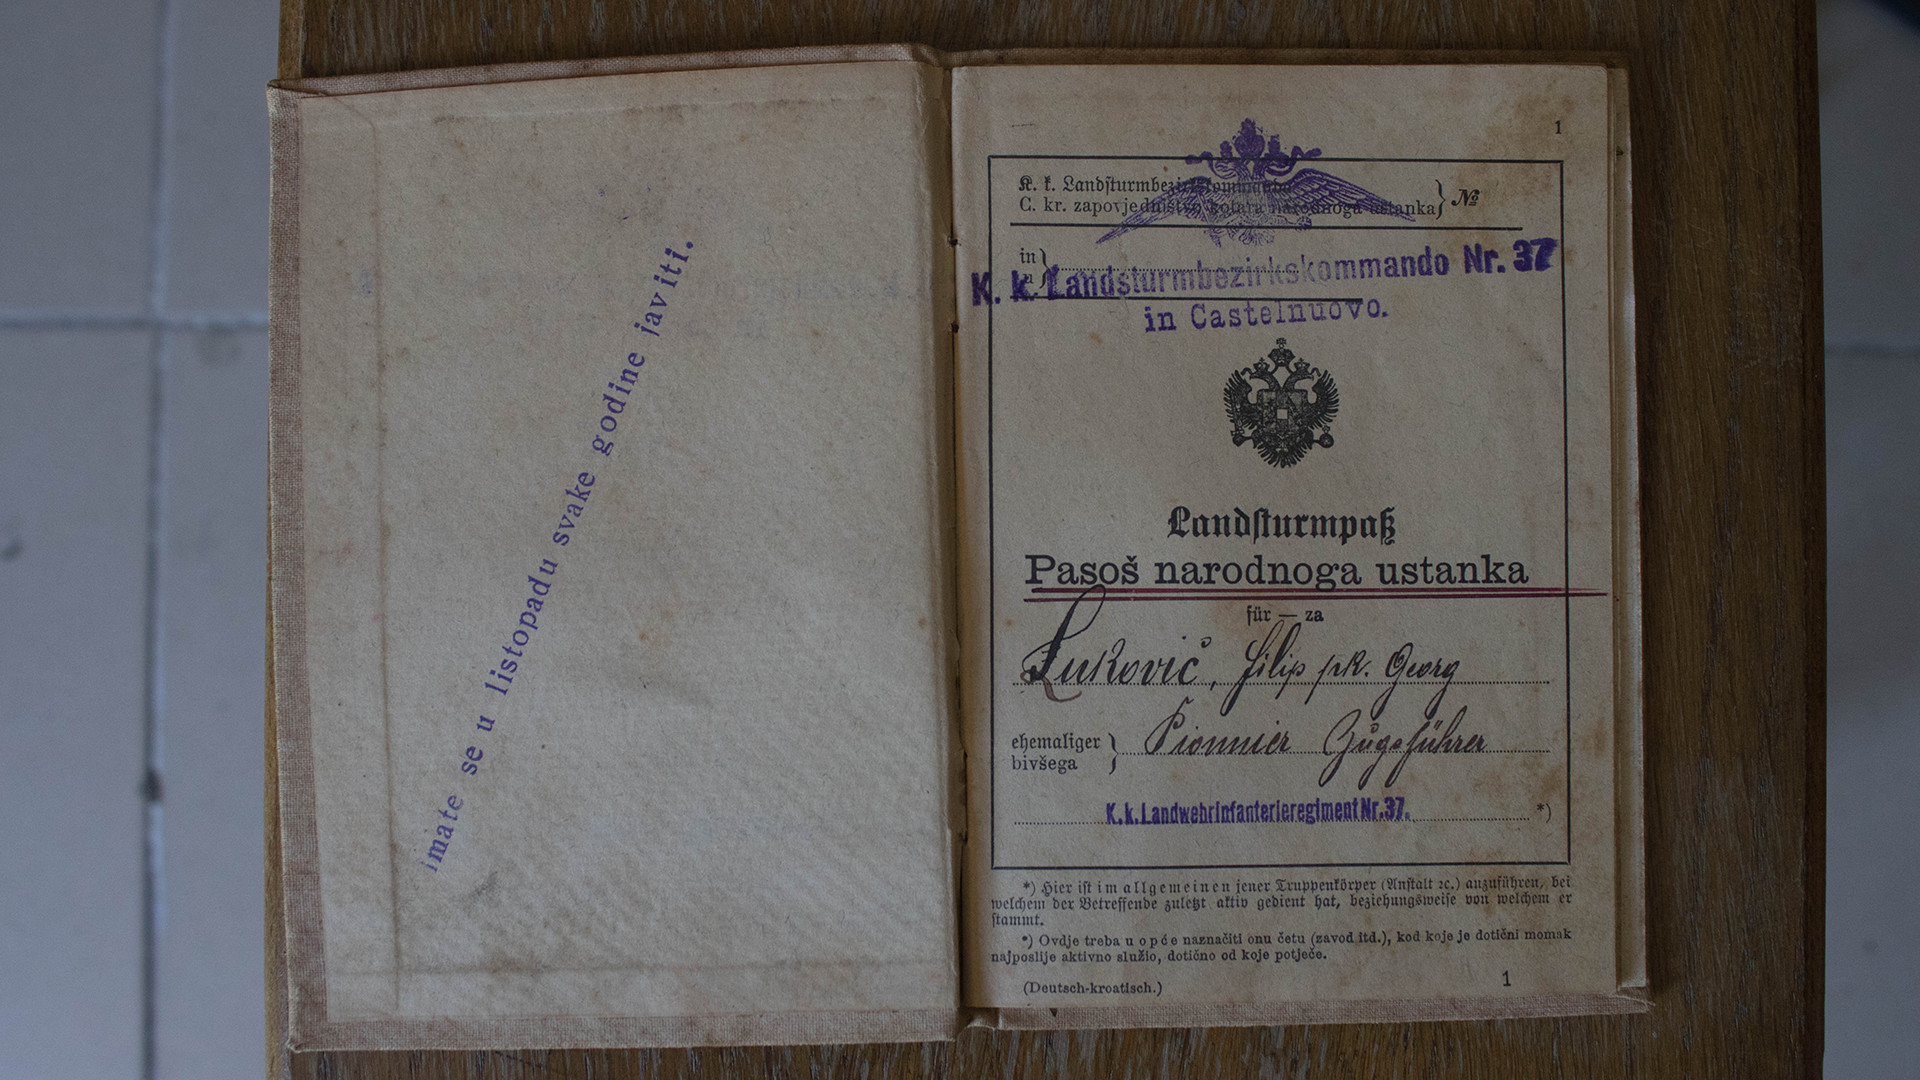 imate se u listopadu svake godine javiti.
1
K. k. Landsturmbezirkskommando
C. kr. zapovjedništvo kotara narodnoga ustanka
№
in
u
K. k. Landsturmbezirkskommando Nr. 37
in Castelnuovo.
Landſturmpaß
Pasoš narodnoga ustanka
für — za
Luković, Filip pk. Georg
ehemaliger
bivšega
Pionnier Zugsführer
K. k. Landwehrinfanterieregiment Nr. 37. *)
*) Hier iſt im allgemeinen jener Truppenkörper (Anſtalt ꝛc.) anzuführen, bei
welchem der Betreffende zuletzt aktiv gedient hat, beziehungsweiſe von welchem er
ſtammt.
*) Ovdje treba u opće naznačiti onu četu (zavod itd.), kod koje je dotični momak
najposlije aktivno služio, dotično od koje potječe.
(Deutsch-kroatisch.)
1